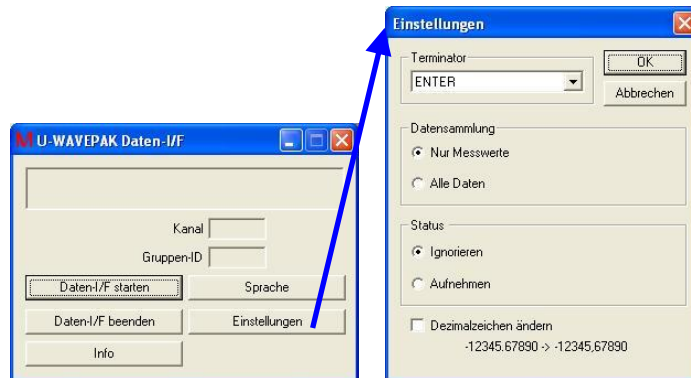 U-WAVEPAK Daten-I/F
Kanal
Gruppen-ID
Daten-I/F starten
Sprache
Daten-I/F beenden
Einstellungen
Info
Einstellungen
Terminator
ENTER
OK
Abbrechen
Datensammlung
Nur Messwerte
Alle Daten
Status
Ignorieren
Aufnehmen
Dezimalzeichen ändern
-12345.67890 -> -12345,67890